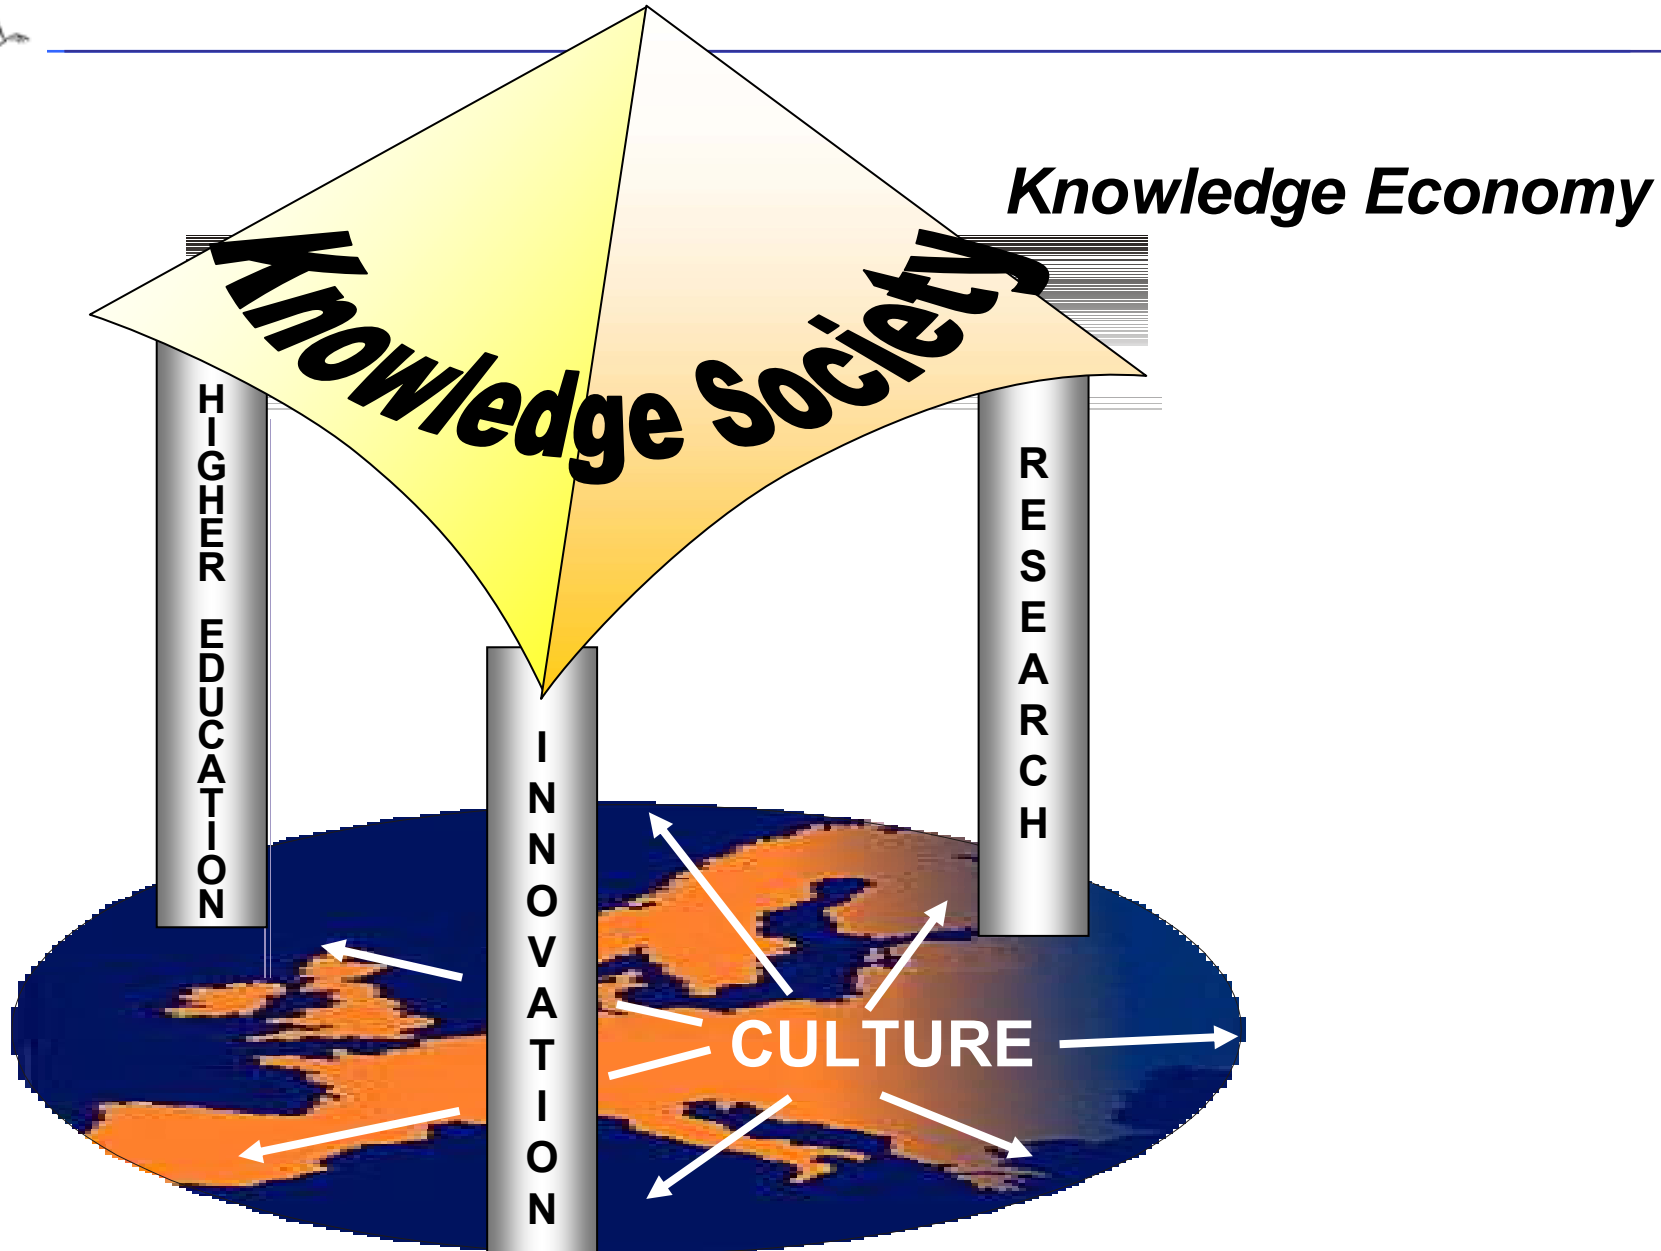 Knowledge Economy
Knowledge Society
HIGHER EDUCATION
RESEARCH
INNOVATION
CULTURE